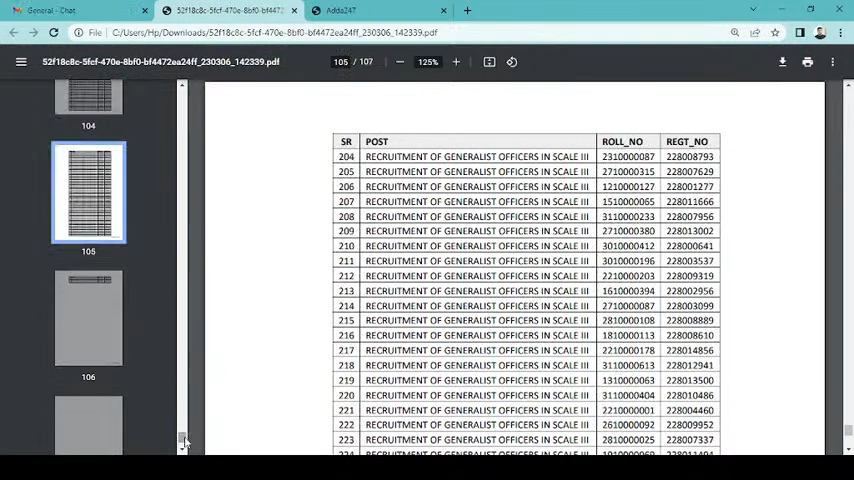 General - Chat
52f18c8c-5fcf-470e-8bf0-bf4472
Adda247
File
C:/Users/Hp/Downloads/52f18c8c-5fcf-470e-8bf0-bf4472ea24ff_230306_142339.pdf
52f18c8c-5fcf-470e-8bf0-bf4472ea24ff_230306_142339.pdf
105 / 107
125%
104
105
106
SR POST ROLL_NO REGT_NO
204 RECRUITMENT OF GENERALIST OFFICERS IN SCALE III 2310000087 228008793
205 RECRUITMENT OF GENERALIST OFFICERS IN SCALE III 2710000315 228007629
206 RECRUITMENT OF GENERALIST OFFICERS IN SCALE III 1210000127 228001277
207 RECRUITMENT OF GENERALIST OFFICERS IN SCALE III 1510000065 228011666
208 RECRUITMENT OF GENERALIST OFFICERS IN SCALE III 3110000233 228007956
209 RECRUITMENT OF GENERALIST OFFICERS IN SCALE III 2710000380 228013002
210 RECRUITMENT OF GENERALIST OFFICERS IN SCALE III 3010000412 228000641
211 RECRUITMENT OF GENERALIST OFFICERS IN SCALE III 3010000196 228003537
212 RECRUITMENT OF GENERALIST OFFICERS IN SCALE III 2210000203 228009319
213 RECRUITMENT OF GENERALIST OFFICERS IN SCALE III 1610000394 228002956
214 RECRUITMENT OF GENERALIST OFFICERS IN SCALE III 2710000087 228003099
215 RECRUITMENT OF GENERALIST OFFICERS IN SCALE III 2810000108 228008889
216 RECRUITMENT OF GENERALIST OFFICERS IN SCALE III 1810000113 228008610
217 RECRUITMENT OF GENERALIST OFFICERS IN SCALE III 2210000178 228014856
218 RECRUITMENT OF GENERALIST OFFICERS IN SCALE III 3110000613 228012941
219 RECRUITMENT OF GENERALIST OFFICERS IN SCALE III 1310000063 228013500
220 RECRUITMENT OF GENERALIST OFFICERS IN SCALE III 3110000404 228010486
221 RECRUITMENT OF GENERALIST OFFICERS IN SCALE III 2210000001 228004460
222 RECRUITMENT OF GENERALIST OFFICERS IN SCALE III 2610000092 228009952
223 RECRUITMENT OF GENERALIST OFFICERS IN SCALE III 2810000025 228007337
RECRUITMENT OF GENERALIST OFFICERS IN SCALE III